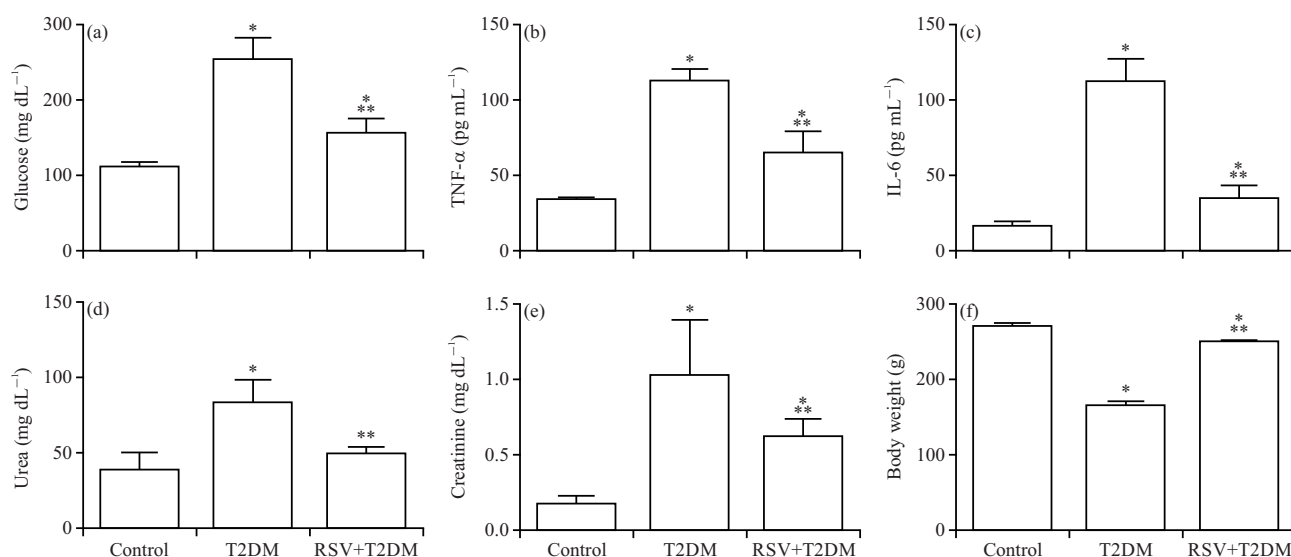 (a)
Glucose (mg dL−1)
300
200
100
0
*
*
**
(b)
TNF-α (pg mL−1)
150
100
50
0
*
*
**
(c)
IL-6 (pg mL−1)
150
100
50
0
*
*
**
(d)
Urea (mg dL−1)
150
100
50
0
*
**
Control T2DM RSV+T2DM
(e)
Creatinine (mg dL−1)
1.5
1.0
0.5
0.0
*
*
**
Control T2DM RSV+T2DM
(f)
Body weight (g)
300
200
100
0
*
*
**
Control T2DM RSV+T2DM